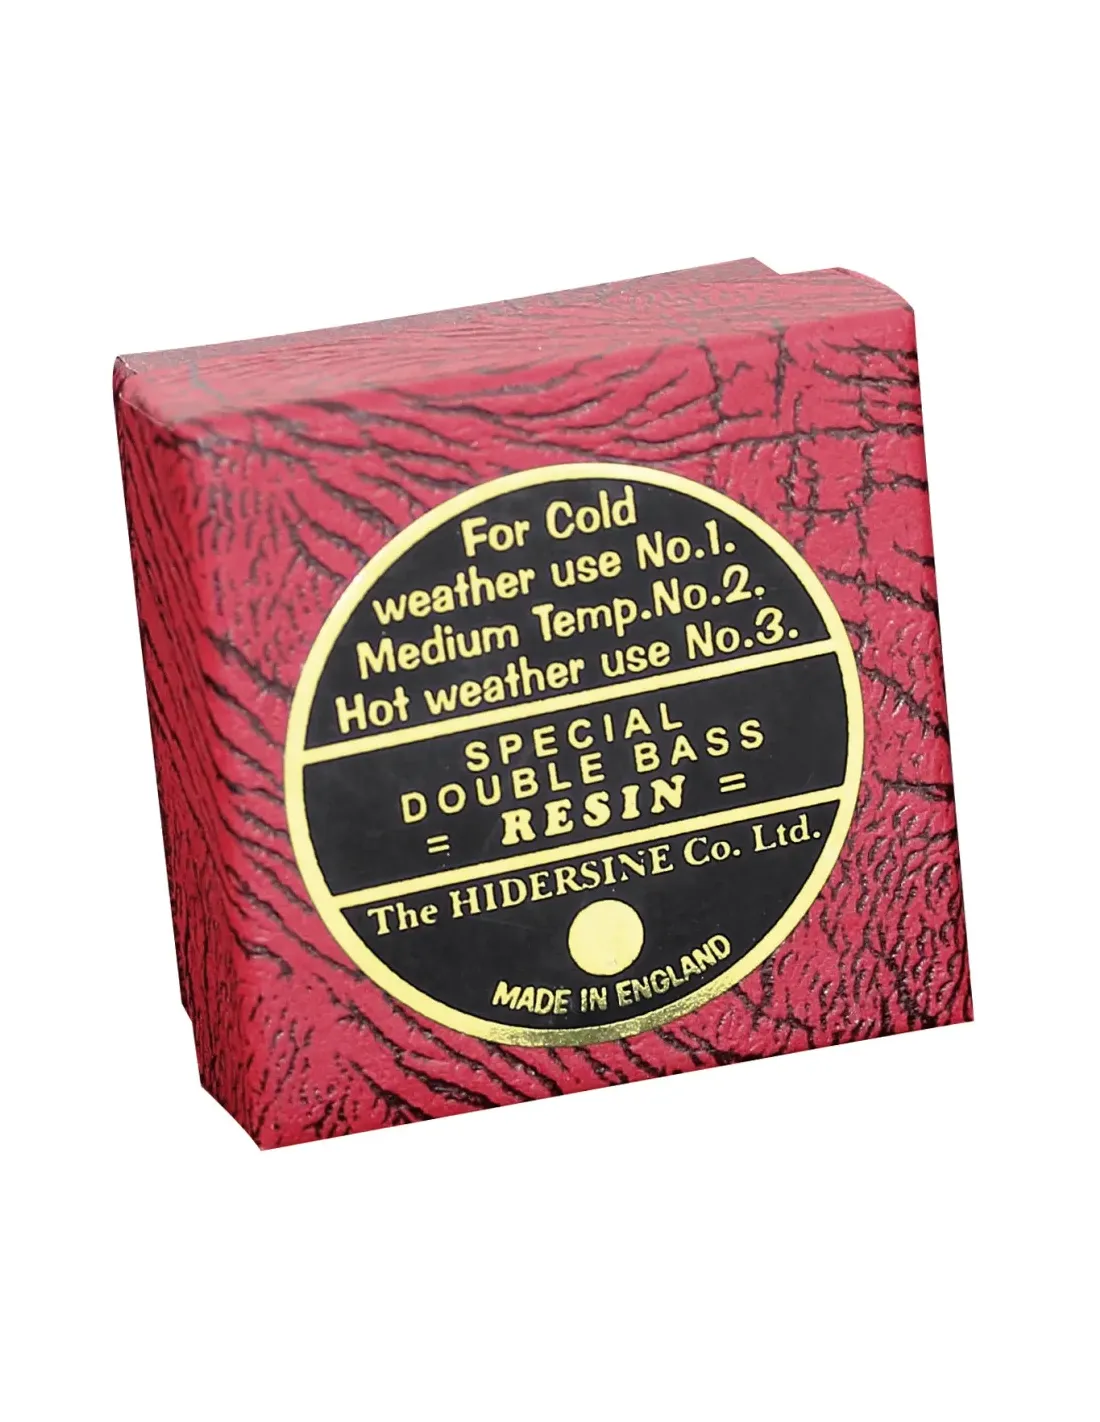 For Cold
weather use No.1.
Medium Temp.No.2.
Hot weather use No.3.
SPECIAL
DOUBLE BASS
= RESIN =
The HIDERSINE Co. Ltd.
MADE IN ENGLAND